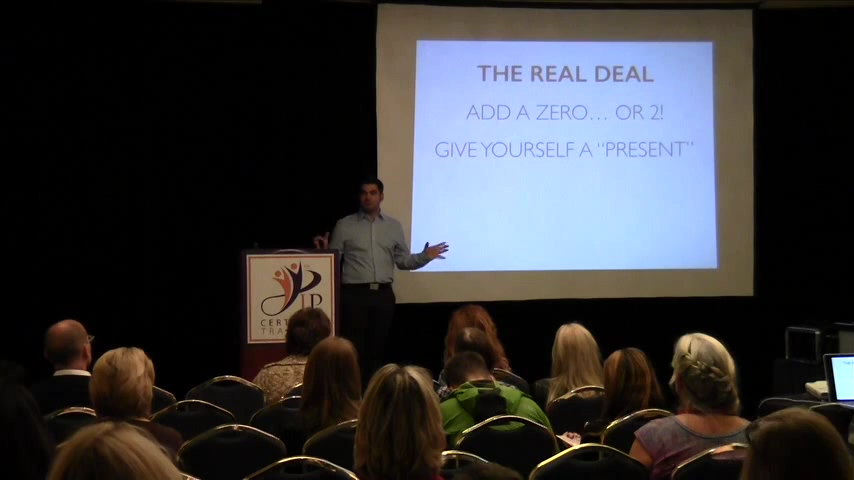 THE REAL DEAL
ADD A ZERO... OR 2!
GIVE YOURSELF A "PRESENT"